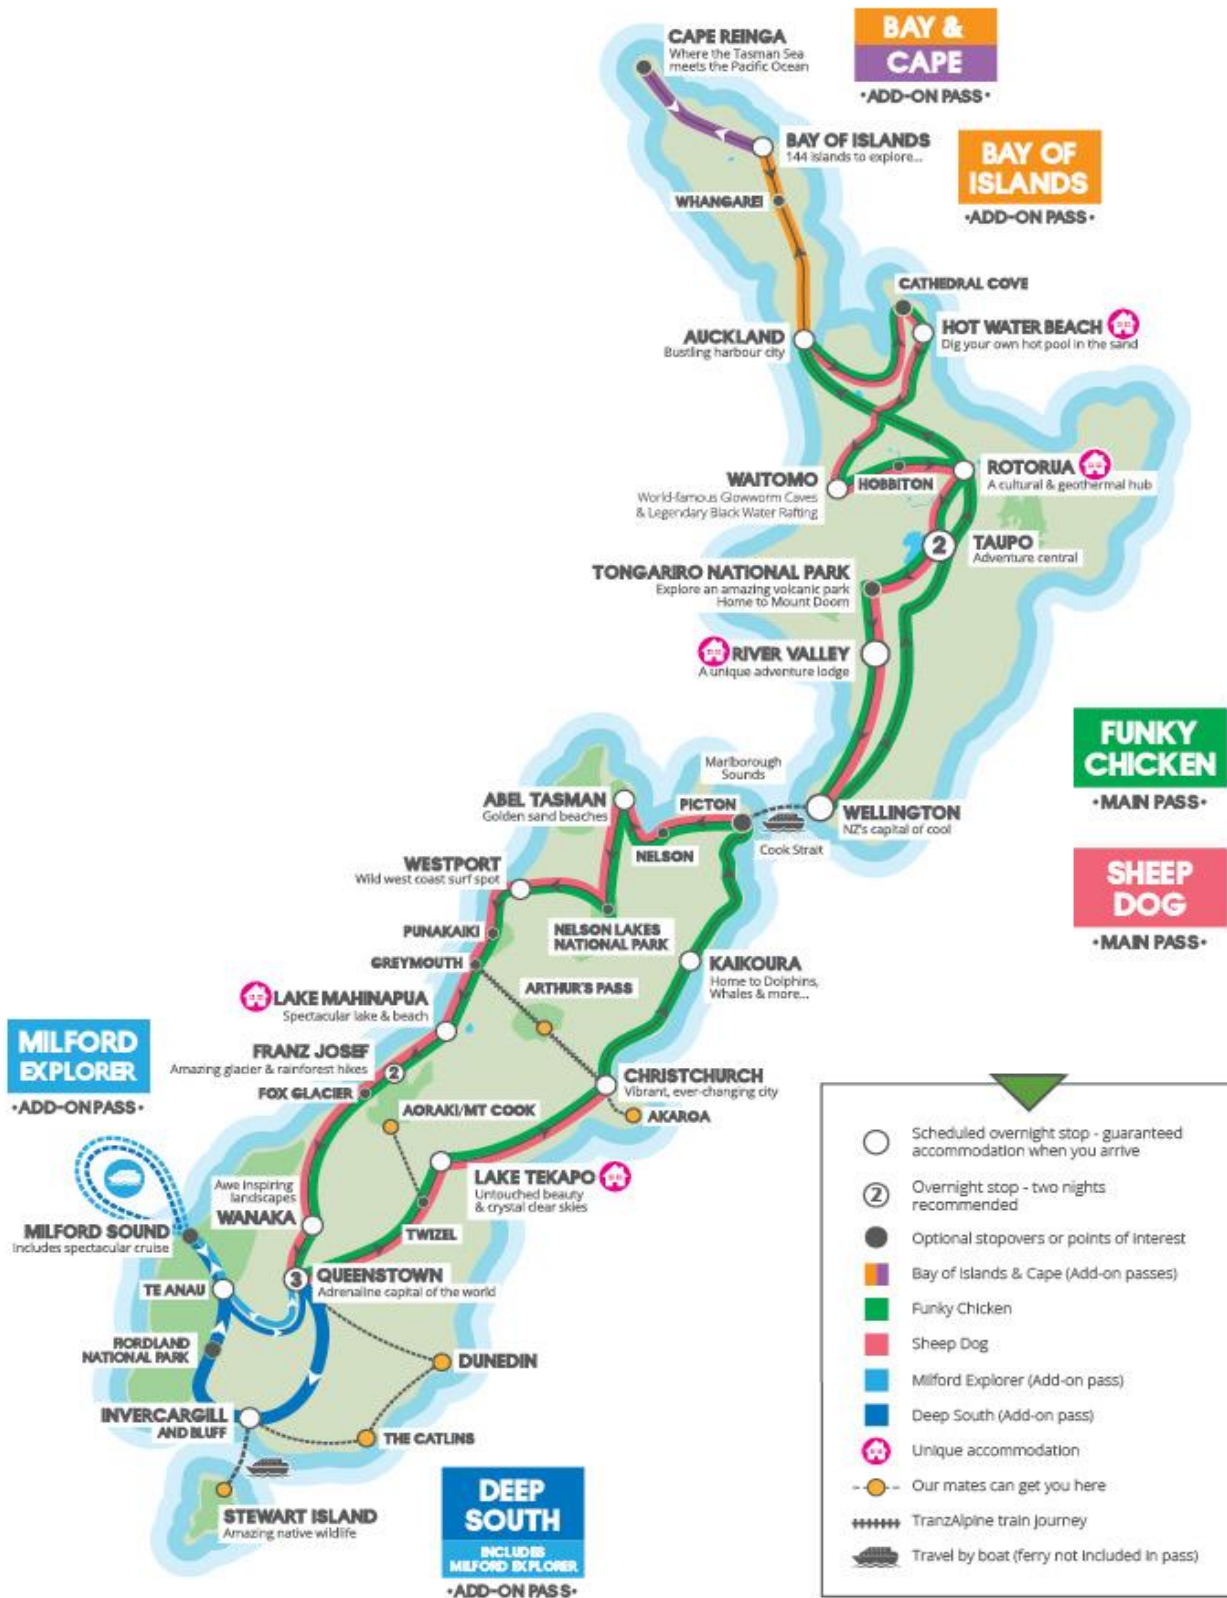 CAPE REINGA
Where the Tasman Sea
meets the Pacific Ocean
BAY &
CAPE
•ADD-ON PASS•
BAY OF ISLANDS
144 islands to explore...
BAY OF
ISLANDS
•ADD-ON PASS•
WHANGAREI
CATHEDRAL COVE
HOT WATER BEACH
Dig your own hot pool in the sand
AUCKLAND
Bustling harbour city
ROTORUA
A cultural & geothermal hub
WAITOMO
World-famous Glowworm Caves
& Legendary Black Water Rafting
HOBBITON
2
TAUPO
Adventure central
TONGARIRO NATIONAL PARK
Explore an amazing volcanic park
Home to Mount Doom
RIVER VALLEY
A unique adventure lodge
FUNKY
CHICKEN
•MAIN PASS•
Marlborough
Sounds
ABEL TASMAN
Golden sand beaches
PICTON
WELLINGTON
NZ's capital of cool
Cook Strait
NELSON
SHEEP
DOG
•MAIN PASS•
WESTPORT
Wild west coast surf spot
PUNAKAIKI
NELSON LAKES
NATIONAL PARK
GREYMOUTH
KAIKOURA
Home to Dolphins,
Whales & more...
ARTHUR'S PASS
LAKE MAHINAPUA
Spectacular lake & beach
MILFORD
EXPLORER
•ADD-ON PASS•
FRANZ JOSEF
Amazing glacier & rainforest hikes
2
FOX GLACIER
CHRISTCHURCH
Vibrant, ever-changing city
AORAKI/MT COOK
AKAROA
LAKE TEKAPO
Untouched beauty
& crystal clear skies
Awe inspiring
landscapes
WANAKA
TWIZEL
MILFORD SOUND
Includes spectacular cruise
3
QUEENSTOWN
Adrenaline capital of the world
TE ANAU
FIORDLAND
NATIONAL PARK
DUNEDIN
INVERCARGILL
AND BLUFF
THE CATLINS
STEWART ISLAND
Amazing native wildlife
DEEP
SOUTH
INCLUDES
MILFORD EXPLORER
•ADD-ON PASS•
Scheduled overnight stop - guaranteed
accommodation when you arrive
2
Overnight stop - two nights
recommended
Optional stopovers or points of interest
Bay of Islands & Cape (Add-on passes)
Funky Chicken
Sheep Dog
Milford Explorer (Add-on pass)
Deep South (Add-on pass)
Unique accommodation
Our mates can get you here
TranzAlpine train journey
Travel by boat (ferry not included in pass)